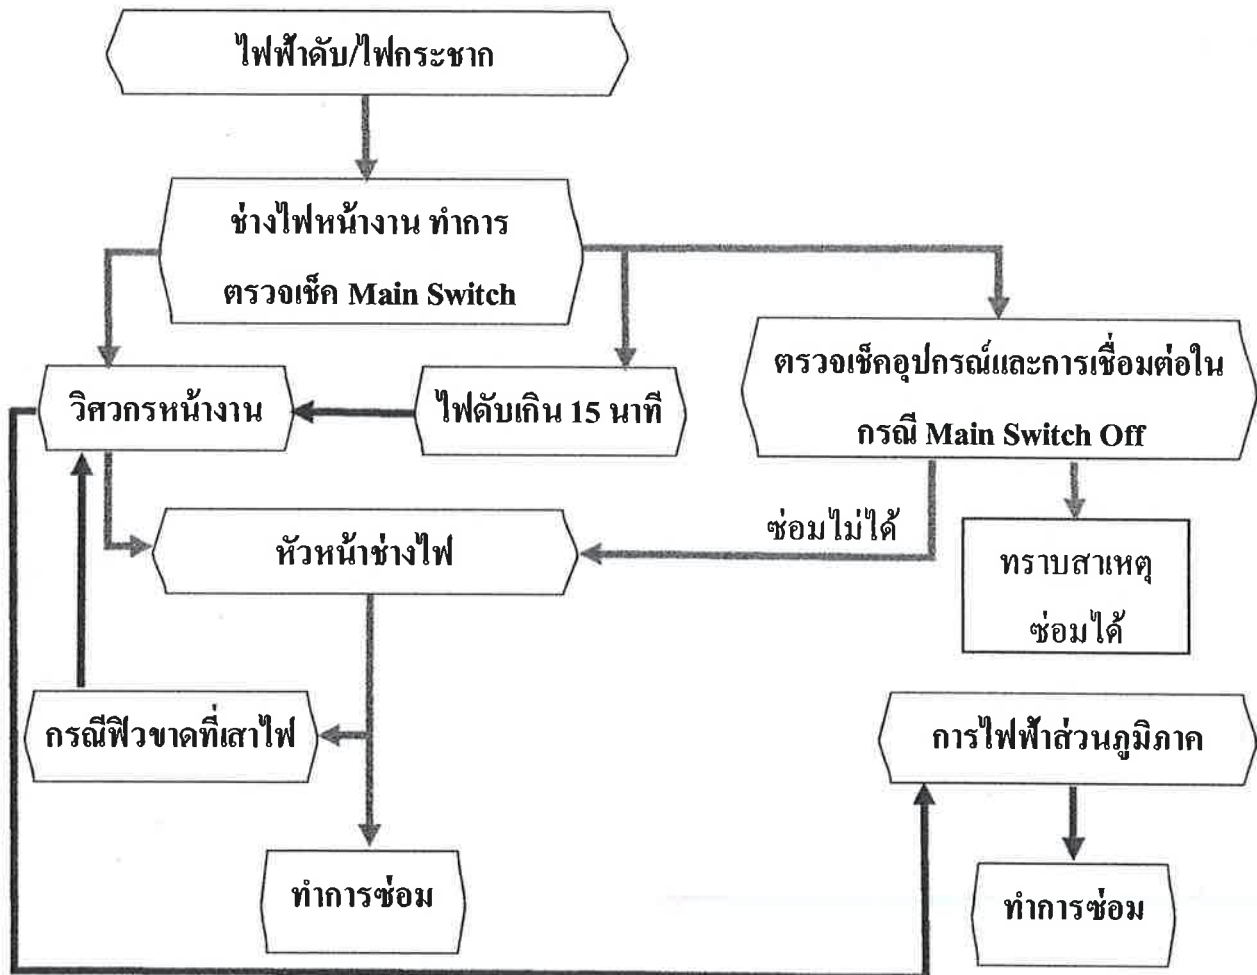 ไฟฟ้าดับ/ไฟกระชาก
ช่างไฟหน้างาน ทำการ
ตรวจเช็ค Main Switch
วิศวกรหน้างาน
ไฟดับเกิน 15 นาที
ตรวจเช็คอุปกรณ์และการเชื่อมต่อใน
กรณี Main Switch Off
หัวหน้าช่างไฟ
ซ่อมไม่ได้
ทราบสาเหตุ
ซ่อมได้
กรณีฟิวขาดที่เสาไฟ
การไฟฟ้าส่วนภูมิภาค
ทำการซ่อม
ทำการซ่อม